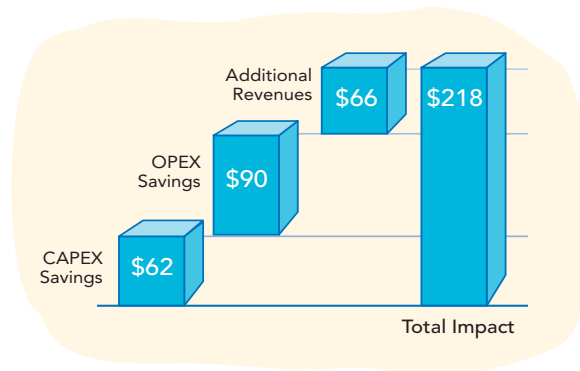 Additional
Revenues
$66
$218
OPEX
Savings
$90
CAPEX
Savings
$62
Total Impact